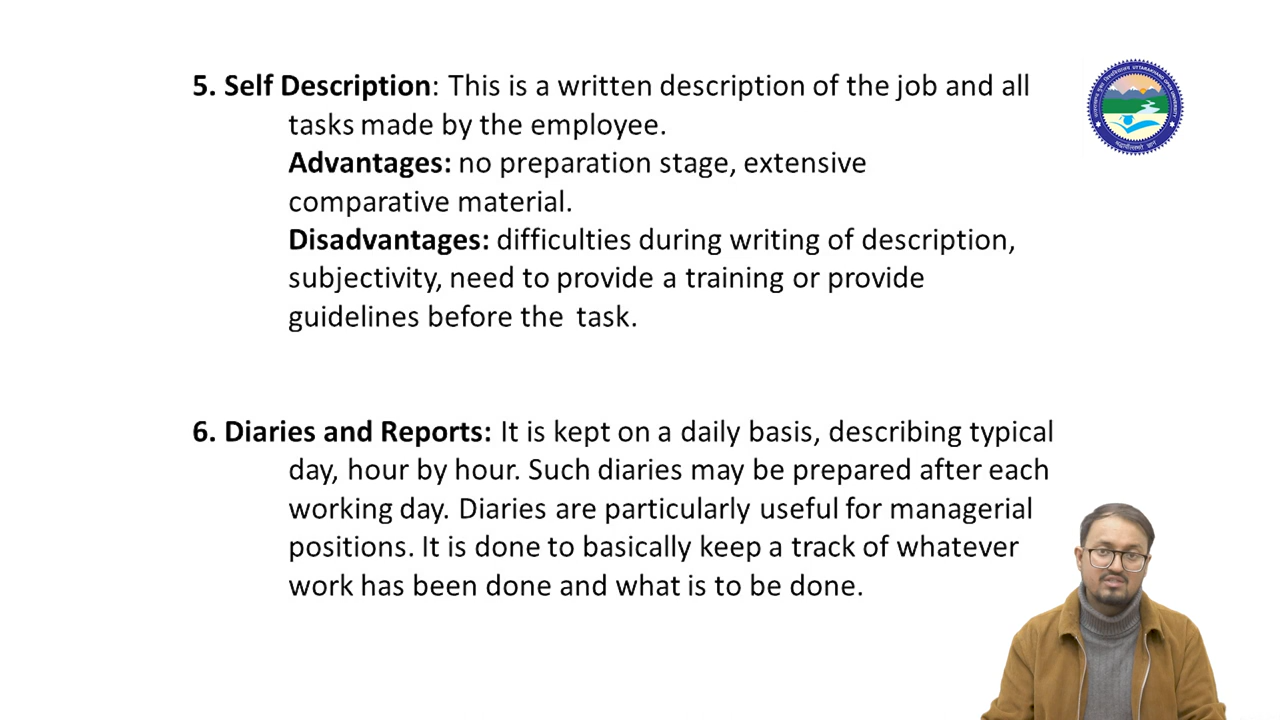 5. Self Description: This is a written description of the job and all
tasks made by the employee.
Advantages: no preparation stage, extensive
comparative material.
Disadvantages: difficulties during writing of description,
subjectivity, need to provide a training or provide
guidelines before the task.
6. Diaries and Reports: It is kept on a daily basis, describing typical
day, hour by hour. Such diaries may be prepared after each
working day. Diaries are particularly useful for managerial
positions. It is done to basically keep a track of whatever
work has been done and what is to be done.